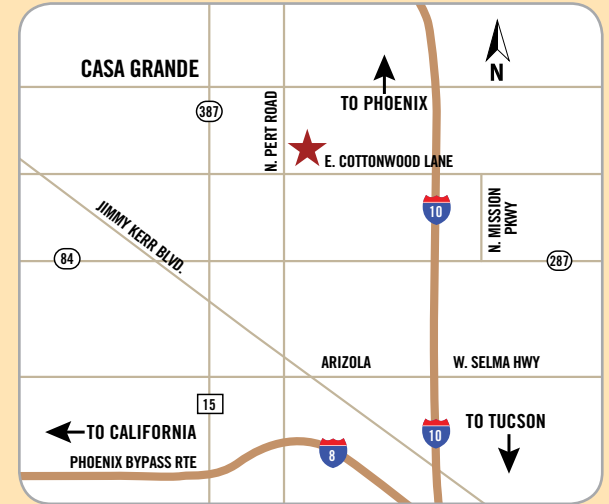 CASA GRANDE
N
TO PHOENIX
387
N. PERT ROAD
E. COTTONWOOD LANE
10
N. MISSION
PKWY
JIMMY KERR BLVD.
84
287
ARIZOLA
W. SELMA HWY
15
TO CALIFORNIA
10
TO TUCSON
PHOENIX BYPASS RTE
8